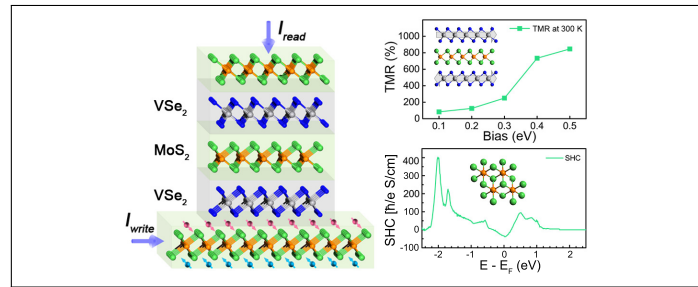 I_read
VSe₂
MoS₂
VSe₂
I_write
TMR at 300 K
TMR (%)
1000
800
600
400
200
0
0.1 0.2 0.3 0.4 0.5
Bias (eV)
SHC
SHC [ħ/e S/cm]
400
300
200
100
0
-100
-2 -1 0 1 2
E - E_F (eV)